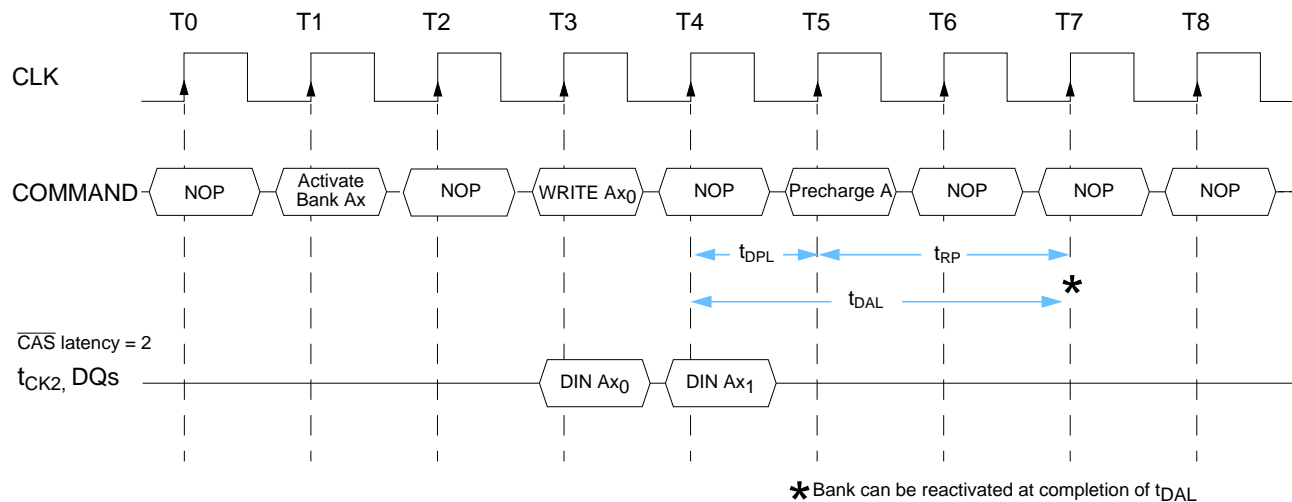 T0 T1 T2 T3 T4 T5 T6 T7 T8
CLK
COMMAND NOP Activate Bank Ax NOP WRITE Ax0 NOP Precharge A NOP NOP NOP
tDPL tRP
*
tDAL
CAS latency = 2
tCK2, DQs DIN Ax0 DIN Ax1
* Bank can be reactivated at completion of tDAL